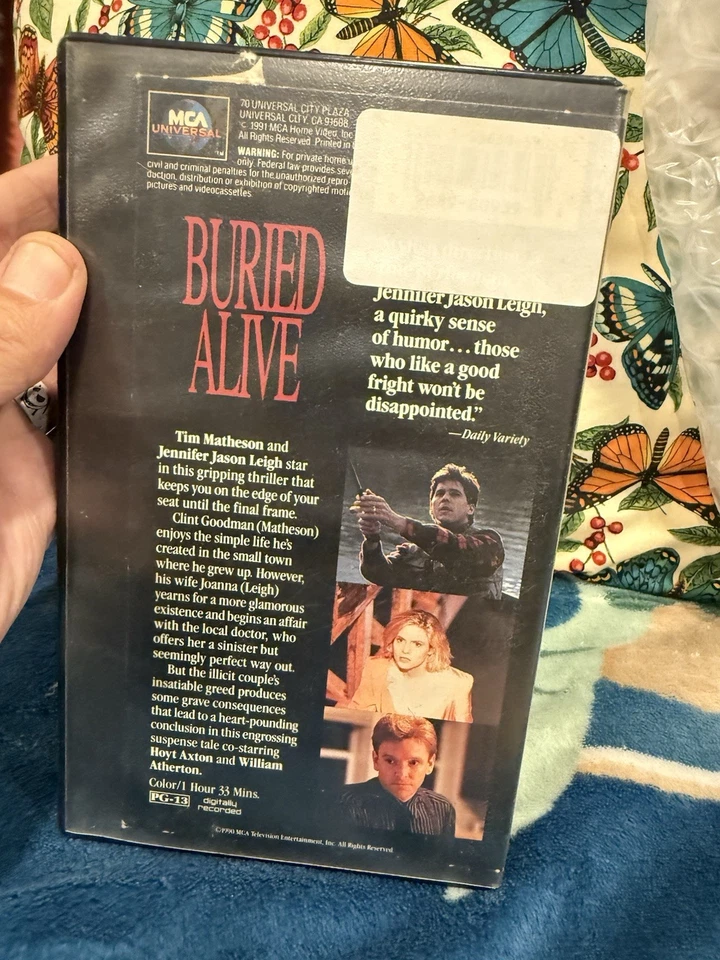 MCA
UNIVERSAL
TM
70 UNIVERSAL CITY PLAZA
UNIVERSAL CITY, CA 91608
© 1991 MCA Home Video, Inc
All Rights Reserved. Printed in
WARNING: For private home u
only. Federal law provides seve
civil and criminal penalties for the unauthorized repro-
duction, distribution or exhibition of copyrighted moti
pictures and videocassettes.
BURIED
ALIVE
Jennifer Jason Leigh,
a quirky sense
of humor...those
who like a good
fright won't be
disappointed."
—Daily Variety
Tim Matheson and
Jennifer Jason Leigh star
in this gripping thriller that
keeps you on the edge of your
seat until the final frame.
Clint Goodman (Matheson)
enjoys the simple life he's
created in the small town
where he grew up. However,
his wife Joanna (Leigh)
yearns for a more glamorous
existence and begins an affair
with the local doctor, who
offers her a sinister but
seemingly perfect way out.
But the illicit couple's
insatiable greed produces
some grave consequences
that lead to a heart-pounding
conclusion in this engrossing
suspense tale co-starring
Hoyt Axton and William
Atherton.
Color/1 Hour 33 Mins.
PG-13 digitally
recorded
©1990 MCA Television Entertainment, Inc. All Rights Reserved